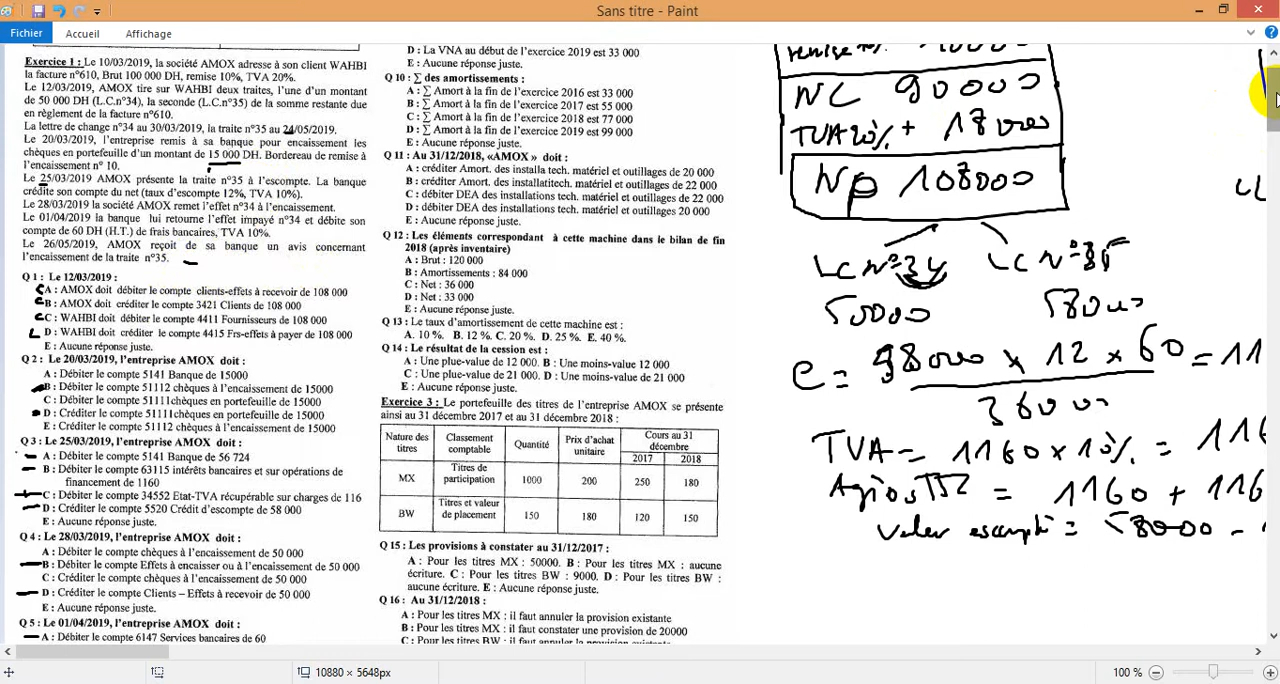 Sans titre - Paint
Fichier
Accueil
Affichage
Exercice 1 : Le 10/03/2019, la société AMOX adresse à son client WAHBI
la facture n°610, Brut 100 000 DH, remise 10%, TVA 20%.
Le 12/03/2019, AMOX tire sur WAHBI deux traites, l'une d'un montant
de 50 000 DH (L.C.n°34), la seconde (L.C.n°35) de la somme restante due
en règlement de la facture n°610.
La lettre de change n°34 au 30/03/2019, la traite n°35 au 24/05/2019.
Le 20/03/2019, l'entreprise remis à sa banque pour encaissement les
chèques en portefeuille d'un montant de 15 000 DH. Bordereau de remise à
l'encaissement n° 10.
Le 25/03/2019 AMOX présente la traite n°35 à l'escompte. La banque
crédite son compte du net (taux d'escompte 12%, TVA 10%).
Le 28/03/2019 la société AMOX remet l'effet n°34 à l'encaissement.
Le 01/04/2019 la banque lui retourne l'effet impayé n°34 et débite son
compte de 60 DH (H.T.) de frais bancaires, TVA 10%.
Le 26/05/2019, AMOX reçoit de sa banque un avis concernant
l'encaissement de la traite n°35.
Q 1 : Le 12/03/2019 :
A: AMOX doit débiter le compte clients-effets à recevoir de 108 000
B: AMOX doit créditer le compte 3421 Clients de 108 000
C: WAHBI doit débiter le compte 4411 Fournisseurs de 108 000
D: WAHBI doit créditer le compte 4415 Frs-effets à payer de 108 000
E: Aucune réponse juste.
Q 2 : Le 20/03/2019, l'entreprise AMOX doit :
A: Débiter le compte 5141 Banque de 15000
B: Débiter le compte 51112 chèques à l'encaissement de 15000
C: Débiter le compte 51111chèques en portefeuille de 15000
D: Créditer le compte 51111chèques en portefeuille de 15000
E: Créditer le compte 51112 chèques à l'encaissement de 15000
Q 3 : Le 25/03/2019, l'entreprise AMOX doit :
A: Débiter le compte 5141 Banque de 56 724
B: Débiter le compte 63115 intérêts bancaires et sur opérations de
financement de 1160
C: Débiter le compte 34552 Etat-TVA récupérable sur charges de 116
D: Créditer le compte 5520 Crédit d'escompte de 58 000
E: Aucune réponse juste.
Q 4 : Le 28/03/2019, l'entreprise AMOX doit :
A: Débiter le compte chèques à l'encaissement de 50 000
B: Débiter le compte Effets à encaisser ou à l'encaissement de 50 000
C: Créditer le compte chèques à l'encaissement de 50 000
D: Créditer le compte Clients – Effets à recevoir de 50 000
E: Aucune réponse juste.
Q 5 : Le 01/04/2019, l'entreprise AMOX doit :
A: Débiter le compte 6147 Services bancaires de 60
D : La VNA au début de l'exercice 2019 est 33 000
E : Aucune réponse juste.
Q 10 : ∑ des amortissements :
A : ∑ Amort à la fin de l'exercice 2016 est 33 000
B : ∑ Amort à la fin de l'exercice 2017 est 55 000
C : ∑ Amort à la fin de l'exercice 2018 est 77 000
D : ∑ Amort à la fin de l'exercice 2019 est 99 000
E : Aucune réponse juste.
Q 11 : Au 31/12/2018, «AMOX » doit :
A : créditer Amort. des installa tech. matériel et outillages de 20 000
B : créditer Amort. des installatitech. matériel et outillages de 22 000
C : débiter DEA des installations tech. matériel et outillages de 22 000
D : débiter DEA des installations tech. matériel et outillages de 20 000
E : Aucune réponse juste.
Q 12 : Les éléments correspondant à cette machine dans le bilan de fin
2018 (après inventaire)
A : Brut : 120 000
B : Amortissements : 84 000
C : Net : 36 000
D : Net : 33 000
E : Aucune réponse juste.
Q 13 : Le taux d'amortissement de cette machine est :
A. 10 %. B. 12 %. C. 20 %. D. 25 %. E. 40 %.
Q 14 : Le résultat de la cession est :
A : Une plue-value de 12 000. B : Une moins-value 12 000
C : Une plue-value de 21 000. D : Une moins-value de 21 000
E : Aucune réponse juste.
Exercice 3 : Le portefeuille des titres de l'entreprise AMOX se présente
ainsi au 31 décembre 2017 et au 31 décembre 2018 :
Nature des titres Classement comptable Quantité Prix d'achat unitaire Cours au 31 décembre
2017 2018
MX Titres de participation 1000 200 250 180
BW Titres et valeur de placement 150 180 120 150
Q 15 : Les provisions à constater au 31/12/2017 :
A : Pour les titres MX : 50000. B : Pour les titres MX : aucune
écriture. C : Pour les titres BW : 9000. D : Pour les titres BW :
aucune écriture. E : Aucune réponse juste.
Q 16 : Au 31/12/2018 :
A : Pour les titres MX : il faut annuler la provision existante
B : Pour les titres MX : il faut constater une provision de 20000
C : Pour les titres BW : il faut annuler la provision existante
NC 90000
TVA 20% + 18000
Np 108000
LC n°34 LC n°35
50000 58000
e = 58000 x 12 x 60 = 11
36000
TVA = 1160 x 10% = 116
Agios TTC = 1160 + 116
Valeur escompté = 58000 -
10880 × 5648px
100 %